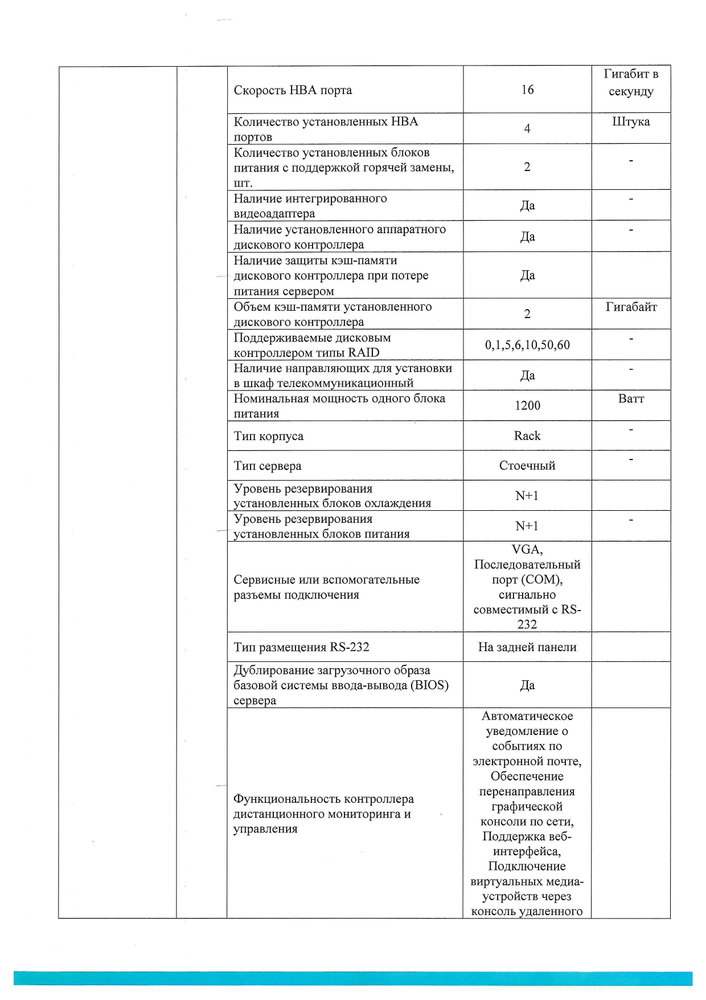 Скорость HBA порта
16
Гигабит в
секунду
Количество установленных HBA
портов
4
Штука
Количество установленных блоков
питания с поддержкой горячей замены,
шт.
2
-
Наличие интегрированного
видеоадаптера
Да
-
Наличие установленного аппаратного
дискового контроллера
Да
-
Наличие защиты кэш-памяти
дискового контроллера при потере
питания сервером
Да
Объем кэш-памяти установленного
дискового контроллера
2
Гигабайт
Поддерживаемые дисковым
контроллером типы RAID
0,1,5,6,10,50,60
-
Наличие направляющих для установки
в шкаф телекоммуникационный
Да
-
Номинальная мощность одного блока
питания
1200
Ватт
Тип корпуса
Rack
-
Тип сервера
Стоечный
-
Уровень резервирования
установленных блоков охлаждения
N+1
Уровень резервирования
установленных блоков питания
N+1
-
Сервисные или вспомогательные
разъемы подключения
VGA,
Последовательный
порт (COM),
сигнально
совместимый с RS-
232
Тип размещения RS-232
На задней панели
Дублирование загрузочного образа
базовой системы ввода-вывода (BIOS)
сервера
Да
Функциональность контроллера
дистанционного мониторинга и
управления
Автоматическое
уведомление о
событиях по
электронной почте,
Обеспечение
перенаправления
графической
консоли по сети,
Поддержка веб-
интерфейса,
Подключение
виртуальных медиа-
устройств через
консоль удаленного